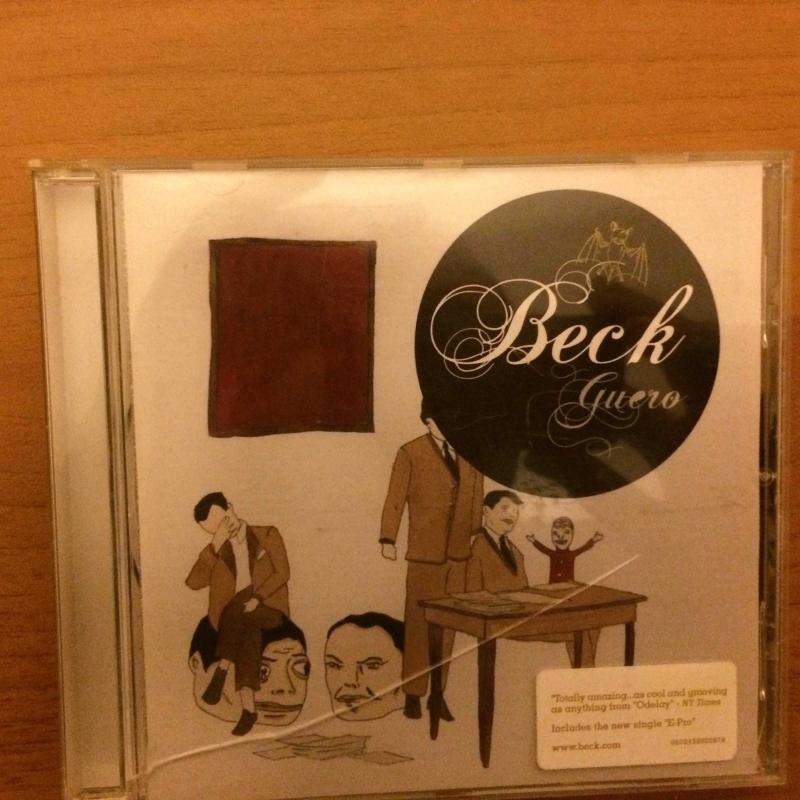 Beck
Guero
"Totally amazing...as cool and grooving
as anything from "Odelay" - NY Times
Includes the new single "E-Pro"
www.beck.com